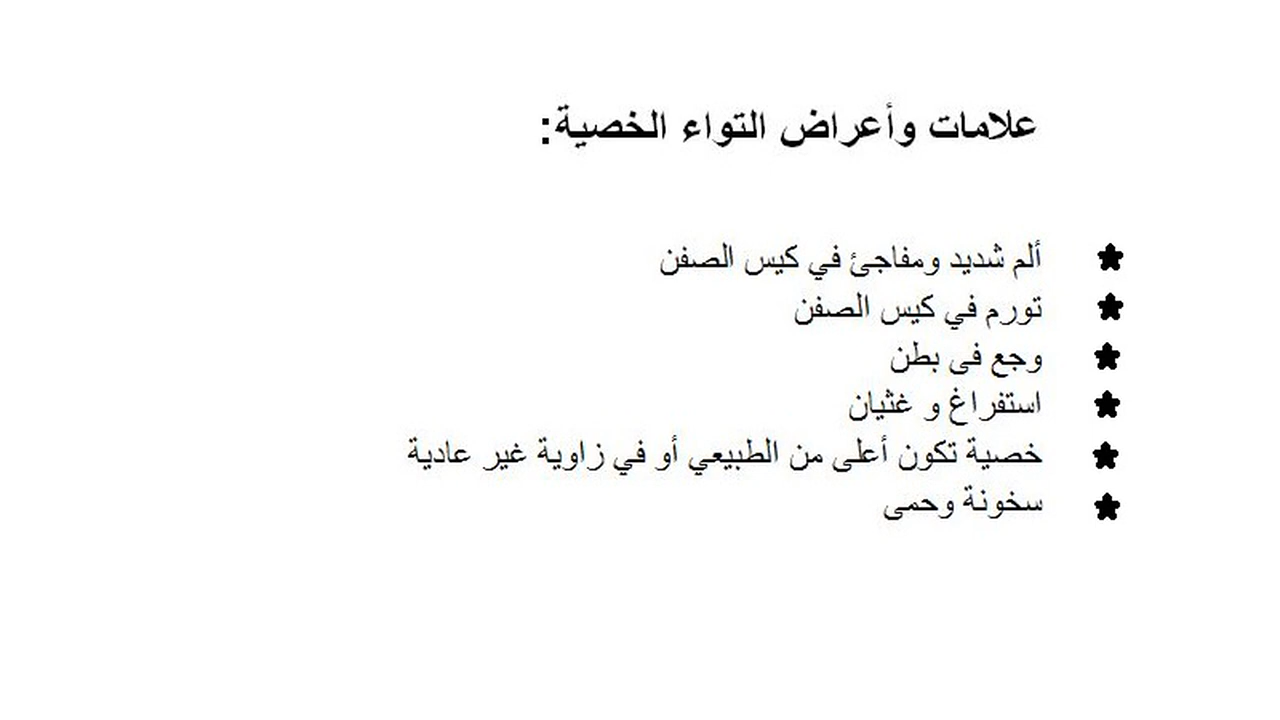 علامات وأعراض التواء الخصية:
ألم شديد ومفاجئ في كيس الصفن
تورم في كيس الصفن
وجع فى بطن
استفراغ و غثيان
خصية تكون أعلى من الطبيعي أو في زاوية غير عادية
سخونة وحمى